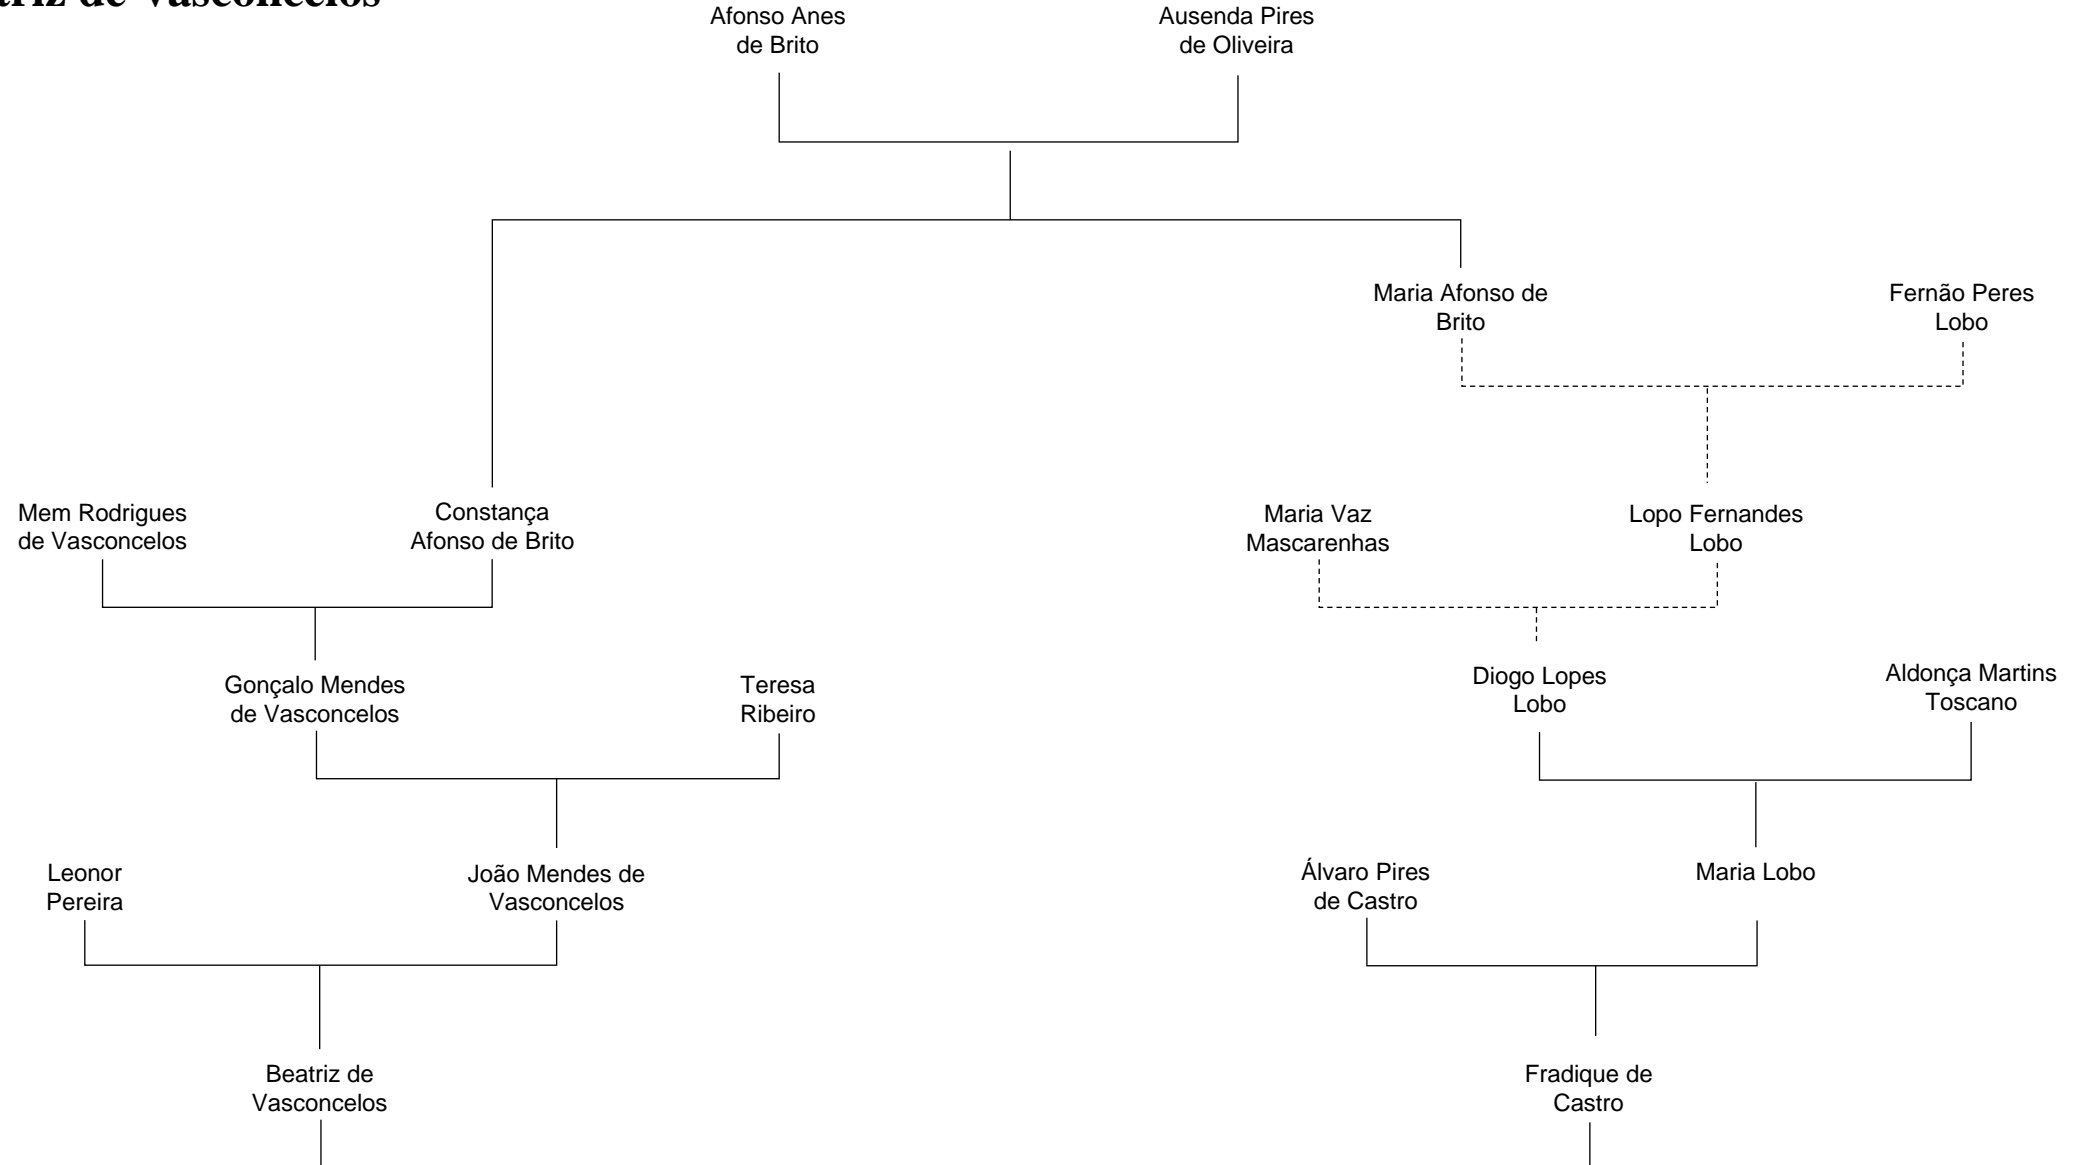 de Vasconcelos
Afonso Anes
de Brito
Ausenda Pires
de Oliveira
Maria Afonso de
Brito
Fernão Peres
Lobo
Mem Rodrigues
de Vasconcelos
Constança
Afonso de Brito
Maria Vaz
Mascarenhas
Lopo Fernandes
Lobo
Gonçalo Mendes
de Vasconcelos
Teresa
Ribeiro
Diogo Lopes
Lobo
Aldonça Martins
Toscano
Leonor
Pereira
João Mendes de
Vasconcelos
Álvaro Pires
de Castro
Maria Lobo
Beatriz de
Vasconcelos
Fradique de
Castro